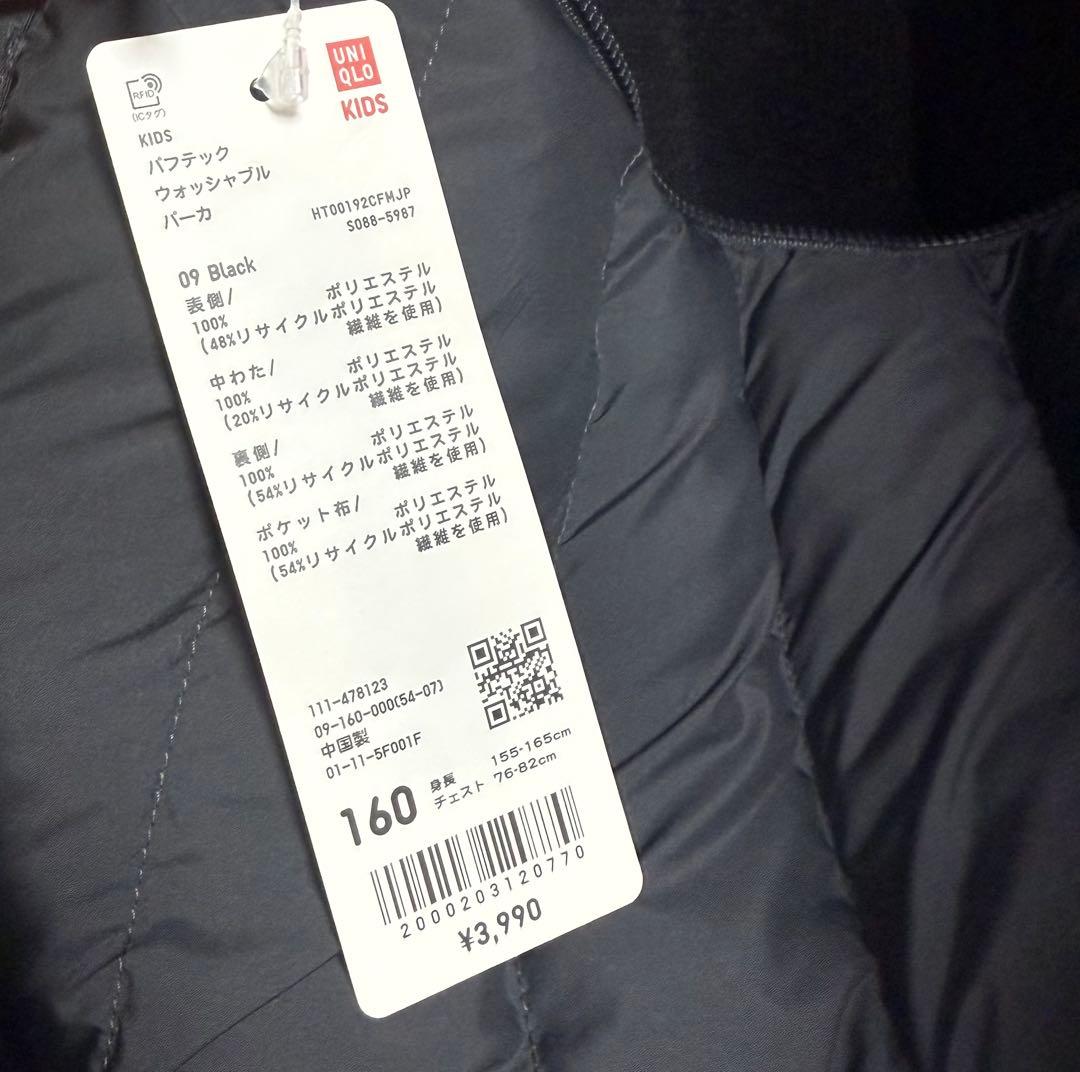 RFID
(ICタグ)
UNI
QLO
KIDS
KIDS
パフテック
ウォッシャブル
パーカ
HT00192CFMJP
S088-5987
09 Black
表側/ ポリエステル
100%
(48%リサイクルポリエステル
繊維を使用)
中わた/ ポリエステル
100%
(20%リサイクルポリエステル
繊維を使用)
裏側/ ポリエステル
100%
(54%リサイクルポリエステル
繊維を使用)
ポケット布/ ポリエステル
100%
(54%リサイクルポリエステル
繊維を使用)
111-478123
09-160-000(54-07)
中国製
01-11-5F001F
160
身長 155-165cm
チェスト 76-82cm
2000203120770
¥3,990